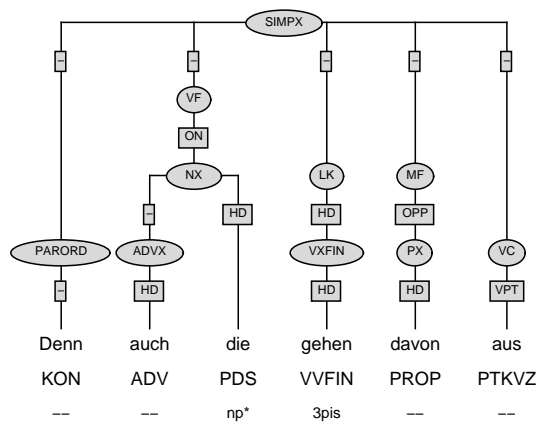 SIMPX
– – – – –
VF
ON
NX LK MF
– HD HD OPP
PARORD ADVX VXFIN PX VC
– HD HD HD VPT
Denn auch die gehen davon aus
KON ADV PDS VVFIN PROP PTKVZ
–– –– np* 3pis –– ––